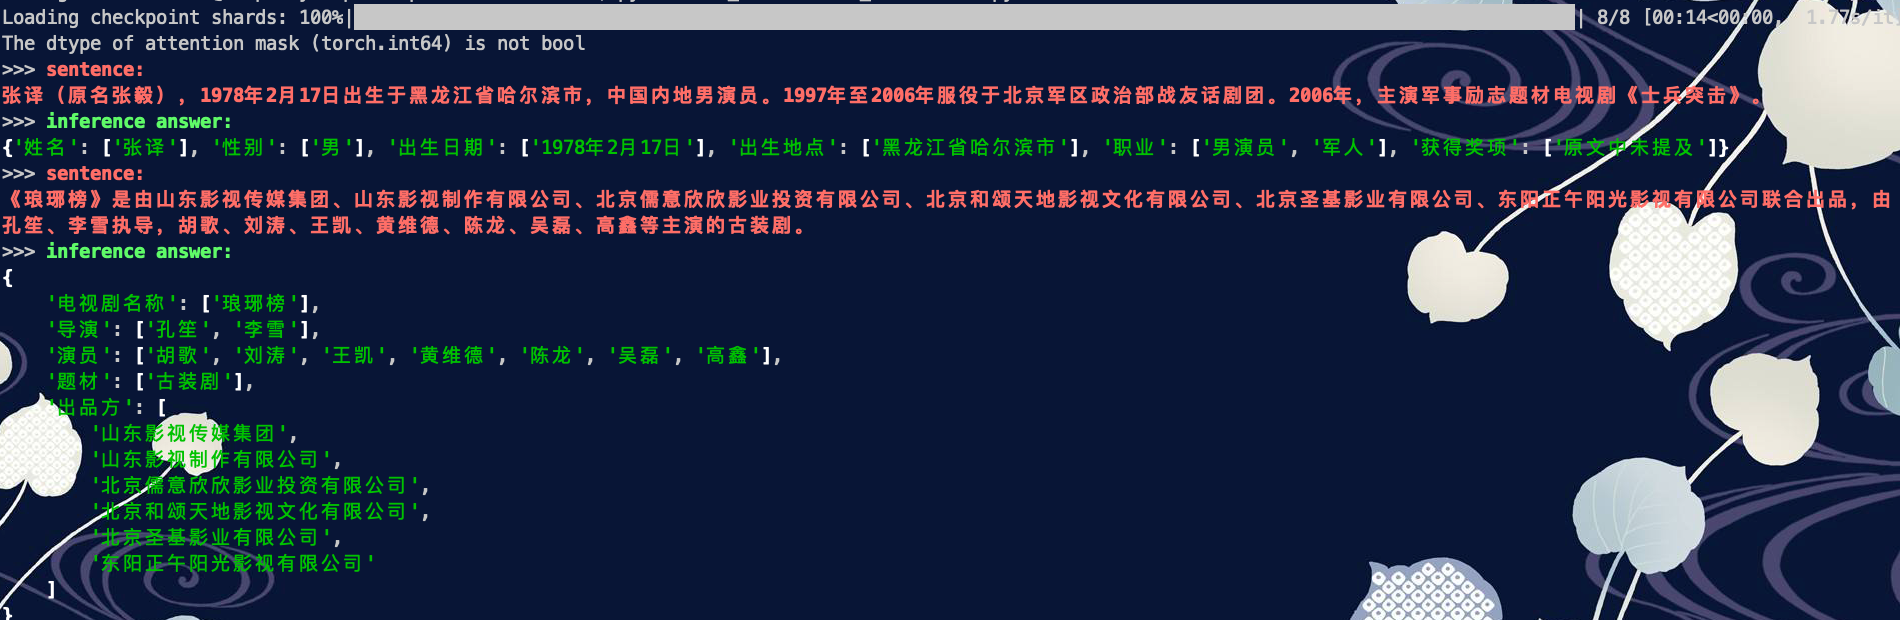 Loading checkpoint shards: 100%| | 8/8 [00:14<00:00, 1.77s/it]
The dtype of attention mask (torch.int64) is not bool
>>> sentence:
张译（原名张毅），1978年2月17日出生于黑龙江省哈尔滨市，中国内地男演员。1997年至2006年服役于北京军区政治部战友话剧团。2006年，主演军事励志题材电视剧《士兵突击》。
>>> inference answer:
{'姓名': ['张译'], '性别': ['男'], '出生日期': ['1978年2月17日'], '出生地点': ['黑龙江省哈尔滨市'], '职业': ['男演员', '军人'], '获得奖项': ['原文中未提及']}
>>> sentence:
《琅琊榜》是由山东影视传媒集团、山东影视制作有限公司、北京儒意欣欣影业投资有限公司、北京和颂天地影视文化有限公司、北京圣基影业有限公司、东阳正午阳光影视有限公司联合出品，由
孔笙、李雪执导，胡歌、刘涛、王凯、黄维德、陈龙、吴磊、高鑫等主演的古装剧。
>>> inference answer:
{
    '电视剧名称': ['琅琊榜'],
    '导演': ['孔笙', '李雪'],
    '演员': ['胡歌', '刘涛', '王凯', '黄维德', '陈龙', '吴磊', '高鑫'],
    '题材': ['古装剧'],
    '出品方': [
        '山东影视传媒集团',
        '山东影视制作有限公司',
        '北京儒意欣欣影业投资有限公司',
        '北京和颂天地影视文化有限公司',
        '北京圣基影业有限公司',
        '东阳正午阳光影视有限公司'
    ]
}